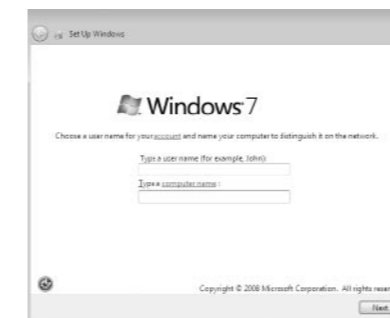 Set Up Windows
Windows 7
Choose a user name for your account and name your computer to distinguish it on the network.
Type a user name (for example, John):
Type a computer name:
Copyright © 2008 Microsoft Corporation. All rights reser
Next